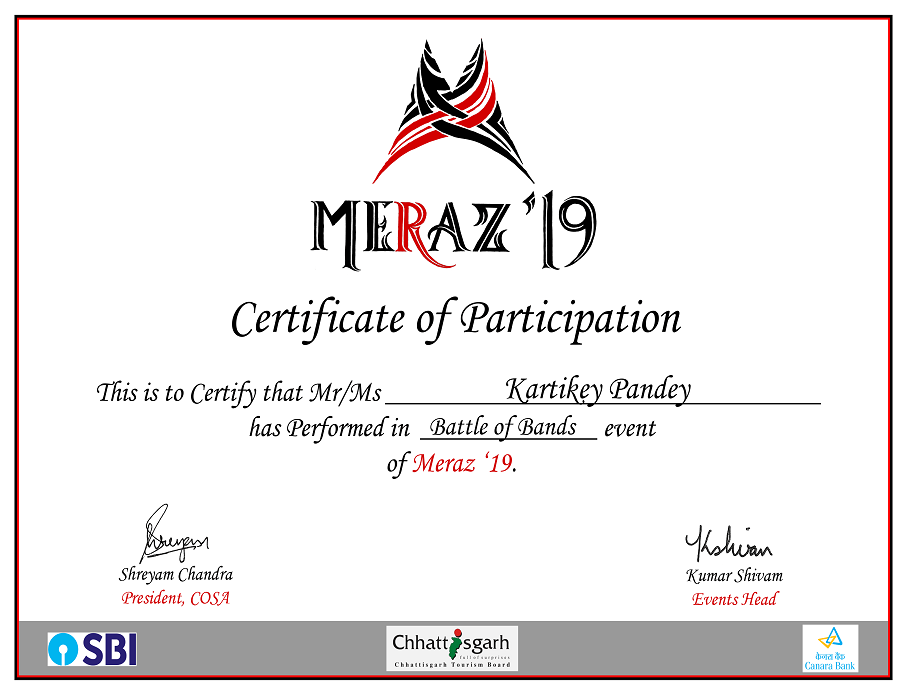 MERAZ '19
Certificate of Participation
This is to Certify that Mr/Ms Kartikey Pandey
has Performed in Battle of Bands event
of Meraz ‘19.
Shreyam
Kshivam
Shreyam Chandra
Kumar Shivam
President, COSA
Events Head
SBI
Chhattisgarh
full of surprises
Chhattisgarh Tourism Board
केनरा बैंक
Canara Bank